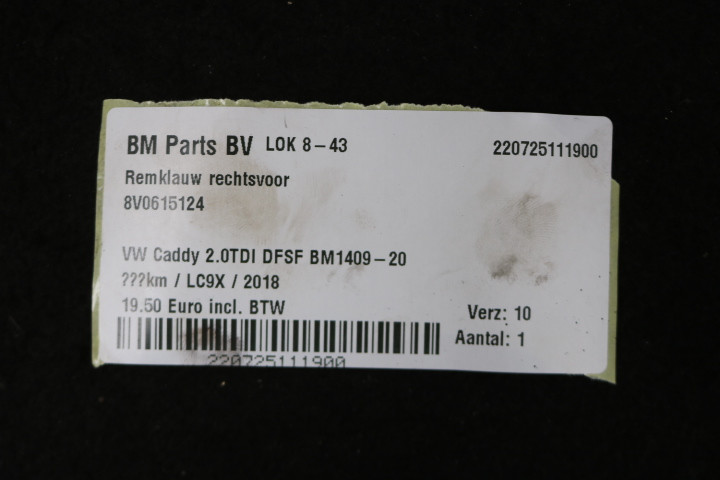 BM Parts BV LOK 8-43 220725111900
Remklauw rechtsvoor
8V0615124
VW Caddy 2.0TDI DFSF BM1409-20
???km / LC9X / 2018
19.50 Euro incl. BTW
Verz: 10
Aantal: 1
220725111900